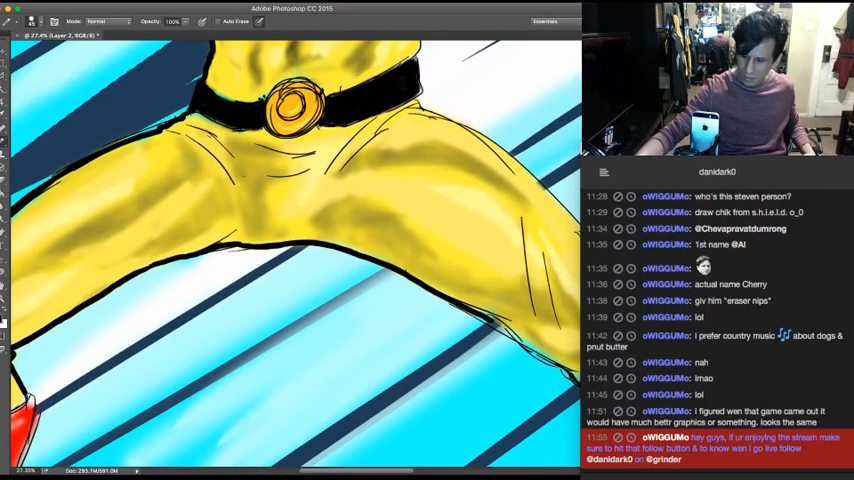 Adobe Photoshop CC 2015
45
Mode: Normal
Opacity: 100%
Auto Erase
Essentials
@ 27.4% (Layer 2, RGB/8) *
danidark0
11:28 oWIGGUMo: who's this steven person?
11:29 oWIGGUMo: draw chik from s.h.i.e.l.d. o_0
11:34 oWIGGUMo: @Chevapravatdumrong
11:35 oWIGGUMo: 1st name @Al
11:35 oWIGGUMo:
11:36 oWIGGUMo: actual name Cherry
11:38 oWIGGUMo: giv him "eraser nips"
11:39 oWIGGUMo: lol
11:42 oWIGGUMo: i prefer country music 🎶 about dogs &
pnut butter
11:43 oWIGGUMo: nah
11:44 oWIGGUMo: lmao
11:45 oWIGGUMo: lol
11:51 oWIGGUMo: i figured wen that game came out it
would have much bettr graphics or something. looks the same
11:55 oWIGGUMo: hey guys, if ur enjoying the stream make
sure to hit that follow button & to know wen I go live follow
@danidark0 on @grinder
27.35%
Doc: 293.7M/591.0M